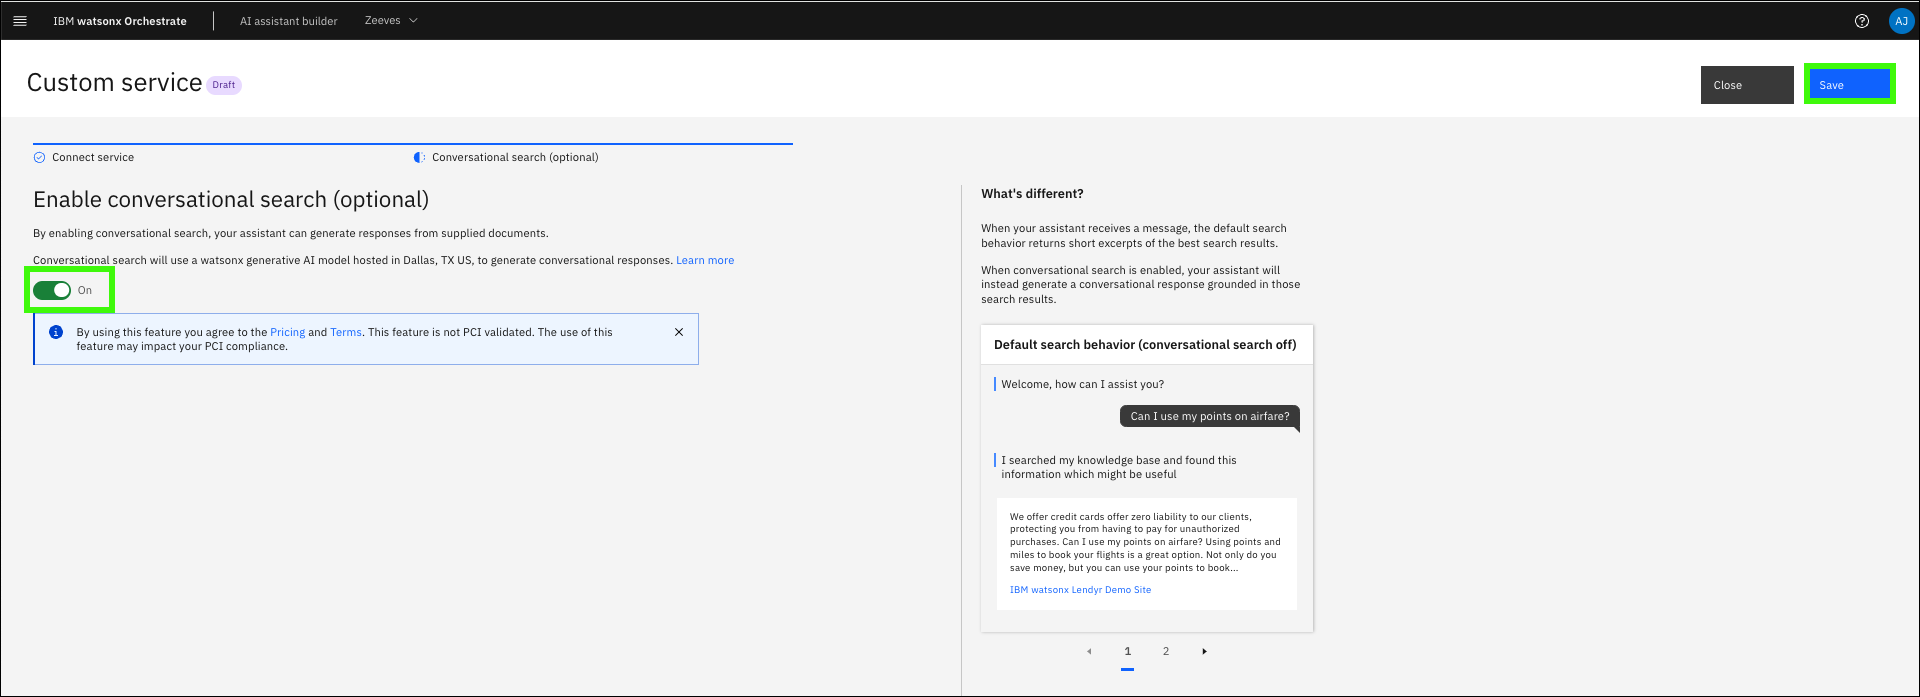 IBM watsonx Orchestrate
AI assistant builder
Zeeves
AJ
Custom service
Draft
Close
Save
Connect service
Conversational search (optional)
Enable conversational search (optional)
By enabling conversational search, your assistant can generate responses from supplied documents.
Conversational search will use a watsonx generative AI model hosted in Dallas, TX US, to generate conversational responses. Learn more
On
By using this feature you agree to the Pricing and Terms. This feature is not PCI validated. The use of this
feature may impact your PCI compliance.
What's different?
When your assistant receives a message, the default search
behavior returns short excerpts of the best search results.
When conversational search is enabled, your assistant will
instead generate a conversational response grounded in those
search results.
Default search behavior (conversational search off)
Welcome, how can I assist you?
Can I use my points on airfare?
I searched my knowledge base and found this
information which might be useful
We offer credit cards offer zero liability to our clients,
protecting you from having to pay for unauthorized
purchases. Can I use my points on airfare? Using points and
miles to book your flights is a great option. Not only do you
save money, but you can use your points to book...
IBM watsonx Lendyr Demo Site
1 2